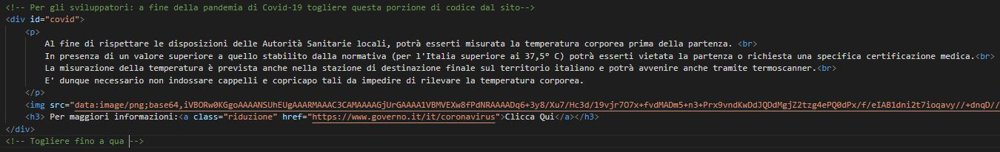 <!-- Per gli sviluppatori: a fine della pandemia di Covid-19 togliere questa porzione di codice dal sito-->
<div id="covid">
<p>
Al fine di rispettare le disposizioni delle Autorità Sanitarie locali, potrà esserti misurata la temperatura corporea prima della partenza. <br>
In presenza di un valore superiore a quello stabilito dalla normativa (per l'Italia superiore ai 37,5° C) potrà esserti vietata la partenza o richiesta una specifica certificazione medica.<br>
La misurazione della temperatura è prevista anche nella stazione di destinazione finale sul territorio italiano e potrà avvenire anche tramite termoscanner.<br>
E' dunque necessario non indossare cappelli e copricapo tali da impedire di rilevare la temperatura corporea.
</p>
<img src="data:image/png;base64,iVBORw0KGgoAAAANSUhEUgAAARMAAAC3CAMAAAAGjUrGAAAA1VBMVEXw8fPdNRAAAADq6+3y8/Xu7/Hc3d/19vjr7O7x+fvdMADm5+n3+Prx9vndKwDdJQDdMgjZ2tzg4ePQ0dPx/f/eIAB1dni2t7ioqavy//+dnqD//
<h3> Per maggiori informazioni:<a class="riduzione" href="https://www.governo.it/it/coronavirus">Clicca Qui</a></h3>
</div>
<!-- Togliere fino a qua -->